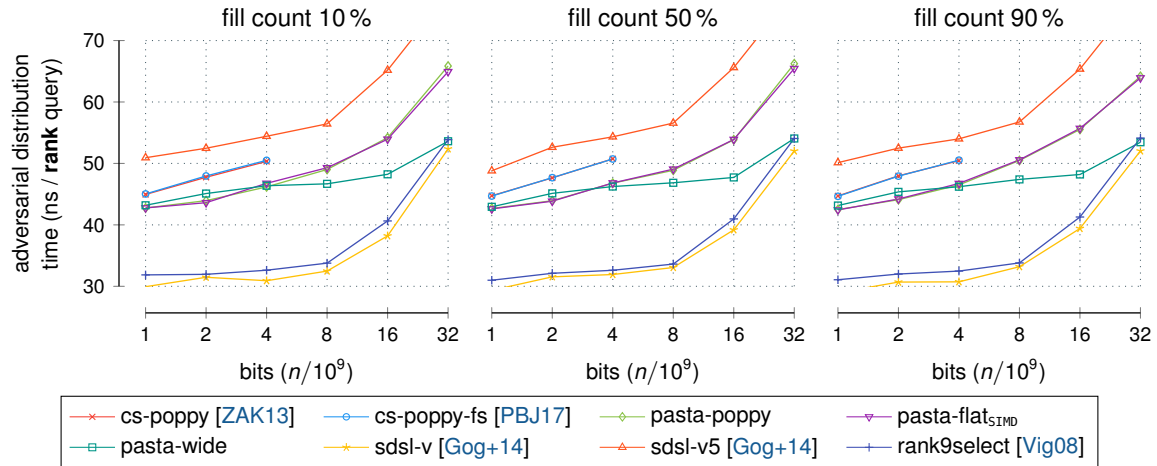 fill count 10 %
fill count 50 %
fill count 90 %
adversarial distribution
time (ns / rank query)
70
60
50
40
30
1 2 4 8 16 32
1 2 4 8 16 32
1 2 4 8 16 32
bits (n/10⁹)
bits (n/10⁹)
bits (n/10⁹)
cs-poppy [ZAK13] cs-poppy-fs [PBJ17] pasta-poppy pasta-flatSIMD
pasta-wide sdsl-v [Gog+14] sdsl-v5 [Gog+14] rank9select [Vig08]